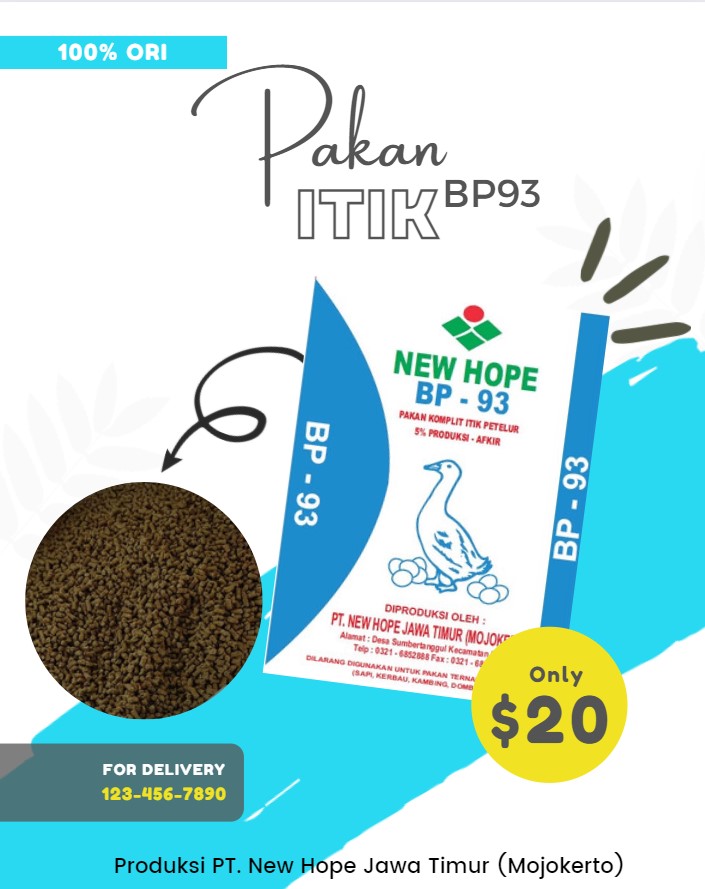 100% ORI
Pakan
ITIK BP93
NEW HOPE
BP - 93
PAKAN KOMPLIT ITIK PETELUR
5% PRODUKSI - AFKIR
BP - 93
BP - 93
DIPRODUKSI OLEH :
PT. NEW HOPE JAWA TIMUR (MOJOKE
Alamat : Desa Sumbertanggul Kecamatan
Telp : 0321 - 6852888 Fax : 0321 - 68
DILARANG DIGUNAKAN UNTUK PAKAN TERNA
(SAPI, KERBAU, KAMBING, DOMB
Only
$20
FOR DELIVERY
123-456-7890
Produksi PT. New Hope Jawa Timur (Mojokerto)